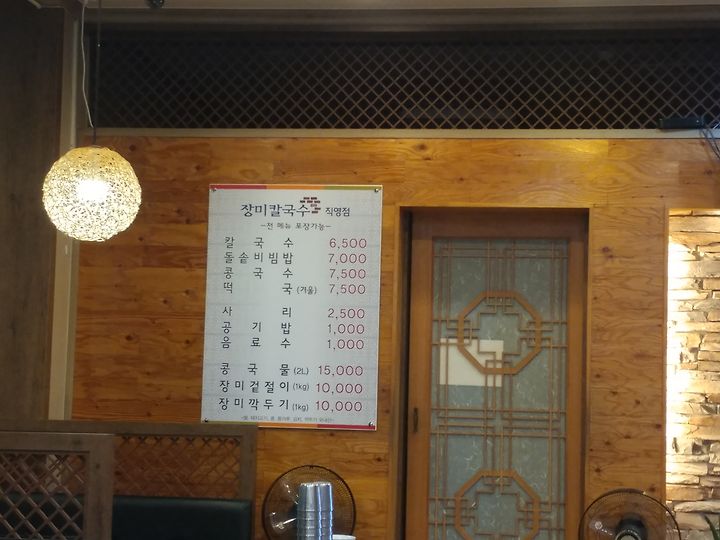 장미칼국수 직영점
-전 메뉴 포장가능-
칼국수 6,500
돌솥비빔밥 7,000
콩국수 7,500
떡국(겨울) 7,500
사리 2,500
공기밥 1,000
음료수 1,000
콩국물(2L) 15,000
장미겉절이(1kg) 10,000
장미깍두기(1kg) 10,000